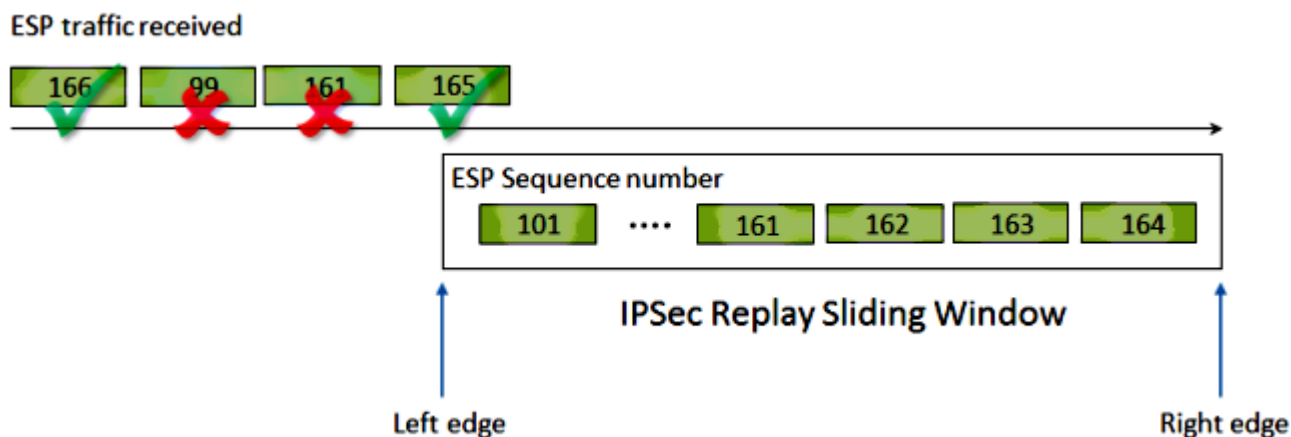 ESP traffic received
166 99 161 165
ESP Sequence number
101 .... 161 162 163 164
IPSec Replay Sliding Window
Left edge Right edge